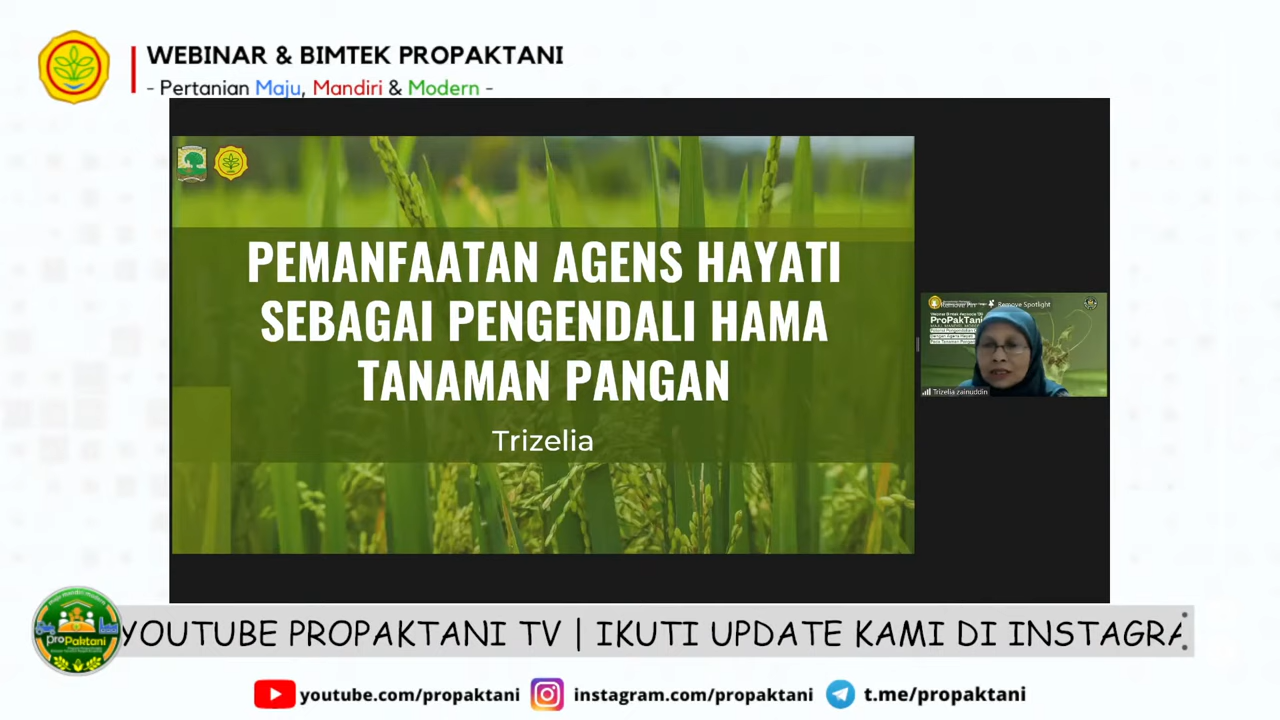 WEBINAR & BIMTEK PROPAKTANI
- Pertanian Maju, Mandiri & Modern -
PEMANFAATAN AGENS HAYATI
SEBAGAI PENGENDALI HAMA
TANAMAN PANGAN
Trizelia
Remove Spotlight
ProPakTani
Trizelia zainuddin
proPaktani
YOUTUBE PROPAKTANI TV | IKUTI UPDATE KAMI DI INSTAGRA
youtube.com/propaktani
instagram.com/propaktani
t.me/propaktani